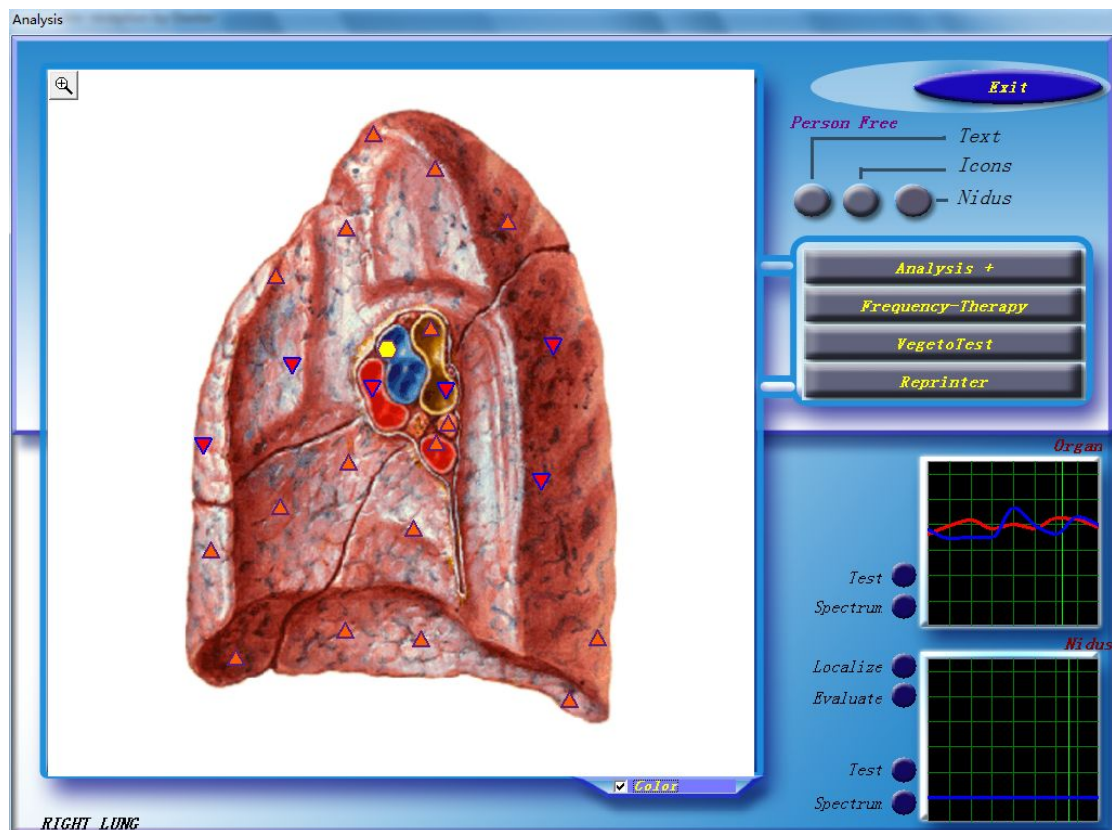 Analysis
Exit
Person Free
Text
Icons
Nidus
Analysis +
Frequency-Therapy
VegetoTest
Reprinter
Organ
Test
Spectrum
Nidus
Localize
Evaluate
Test
Spectrum
Color
RIGHT LUNG